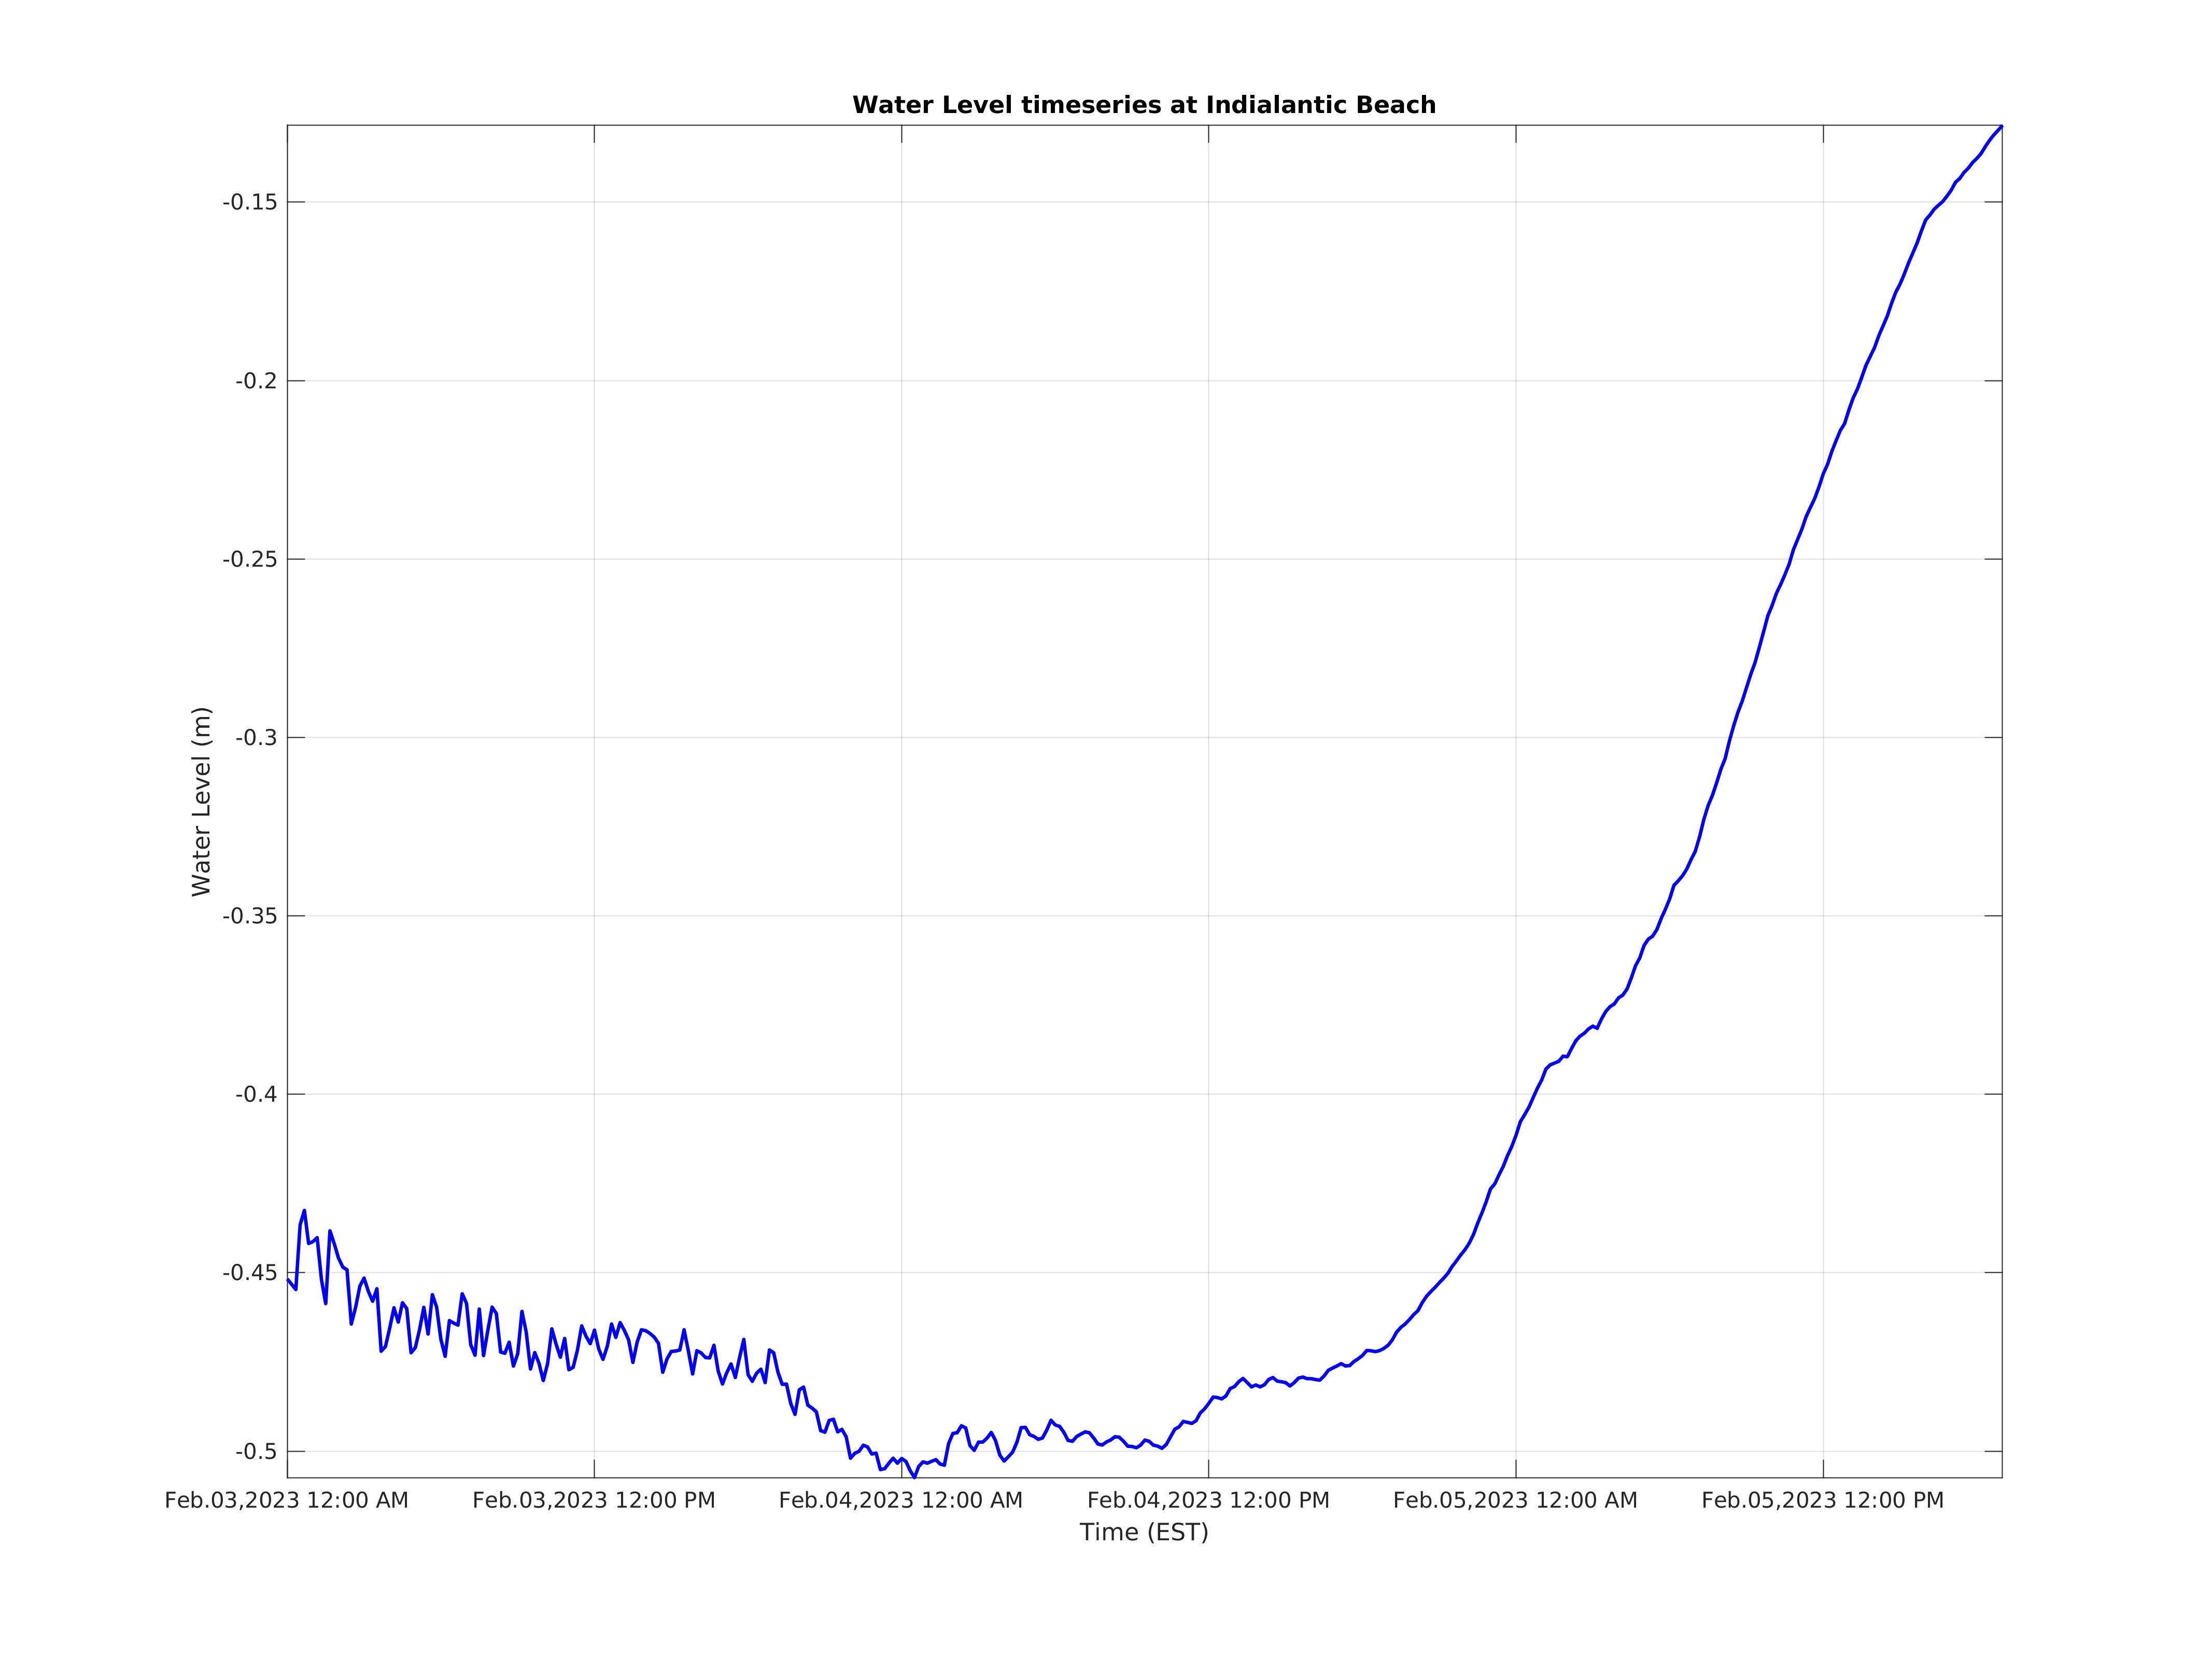 Water Level timeseries at Indialantic Beach
-0.15
-0.2
-0.25
-0.3
-0.35
-0.4
-0.45
-0.5
Water Level (m)
Feb.03,2023 12:00 AM
Feb.03,2023 12:00 PM
Feb.04,2023 12:00 AM
Feb.04,2023 12:00 PM
Feb.05,2023 12:00 AM
Feb.05,2023 12:00 PM
Time (EST)